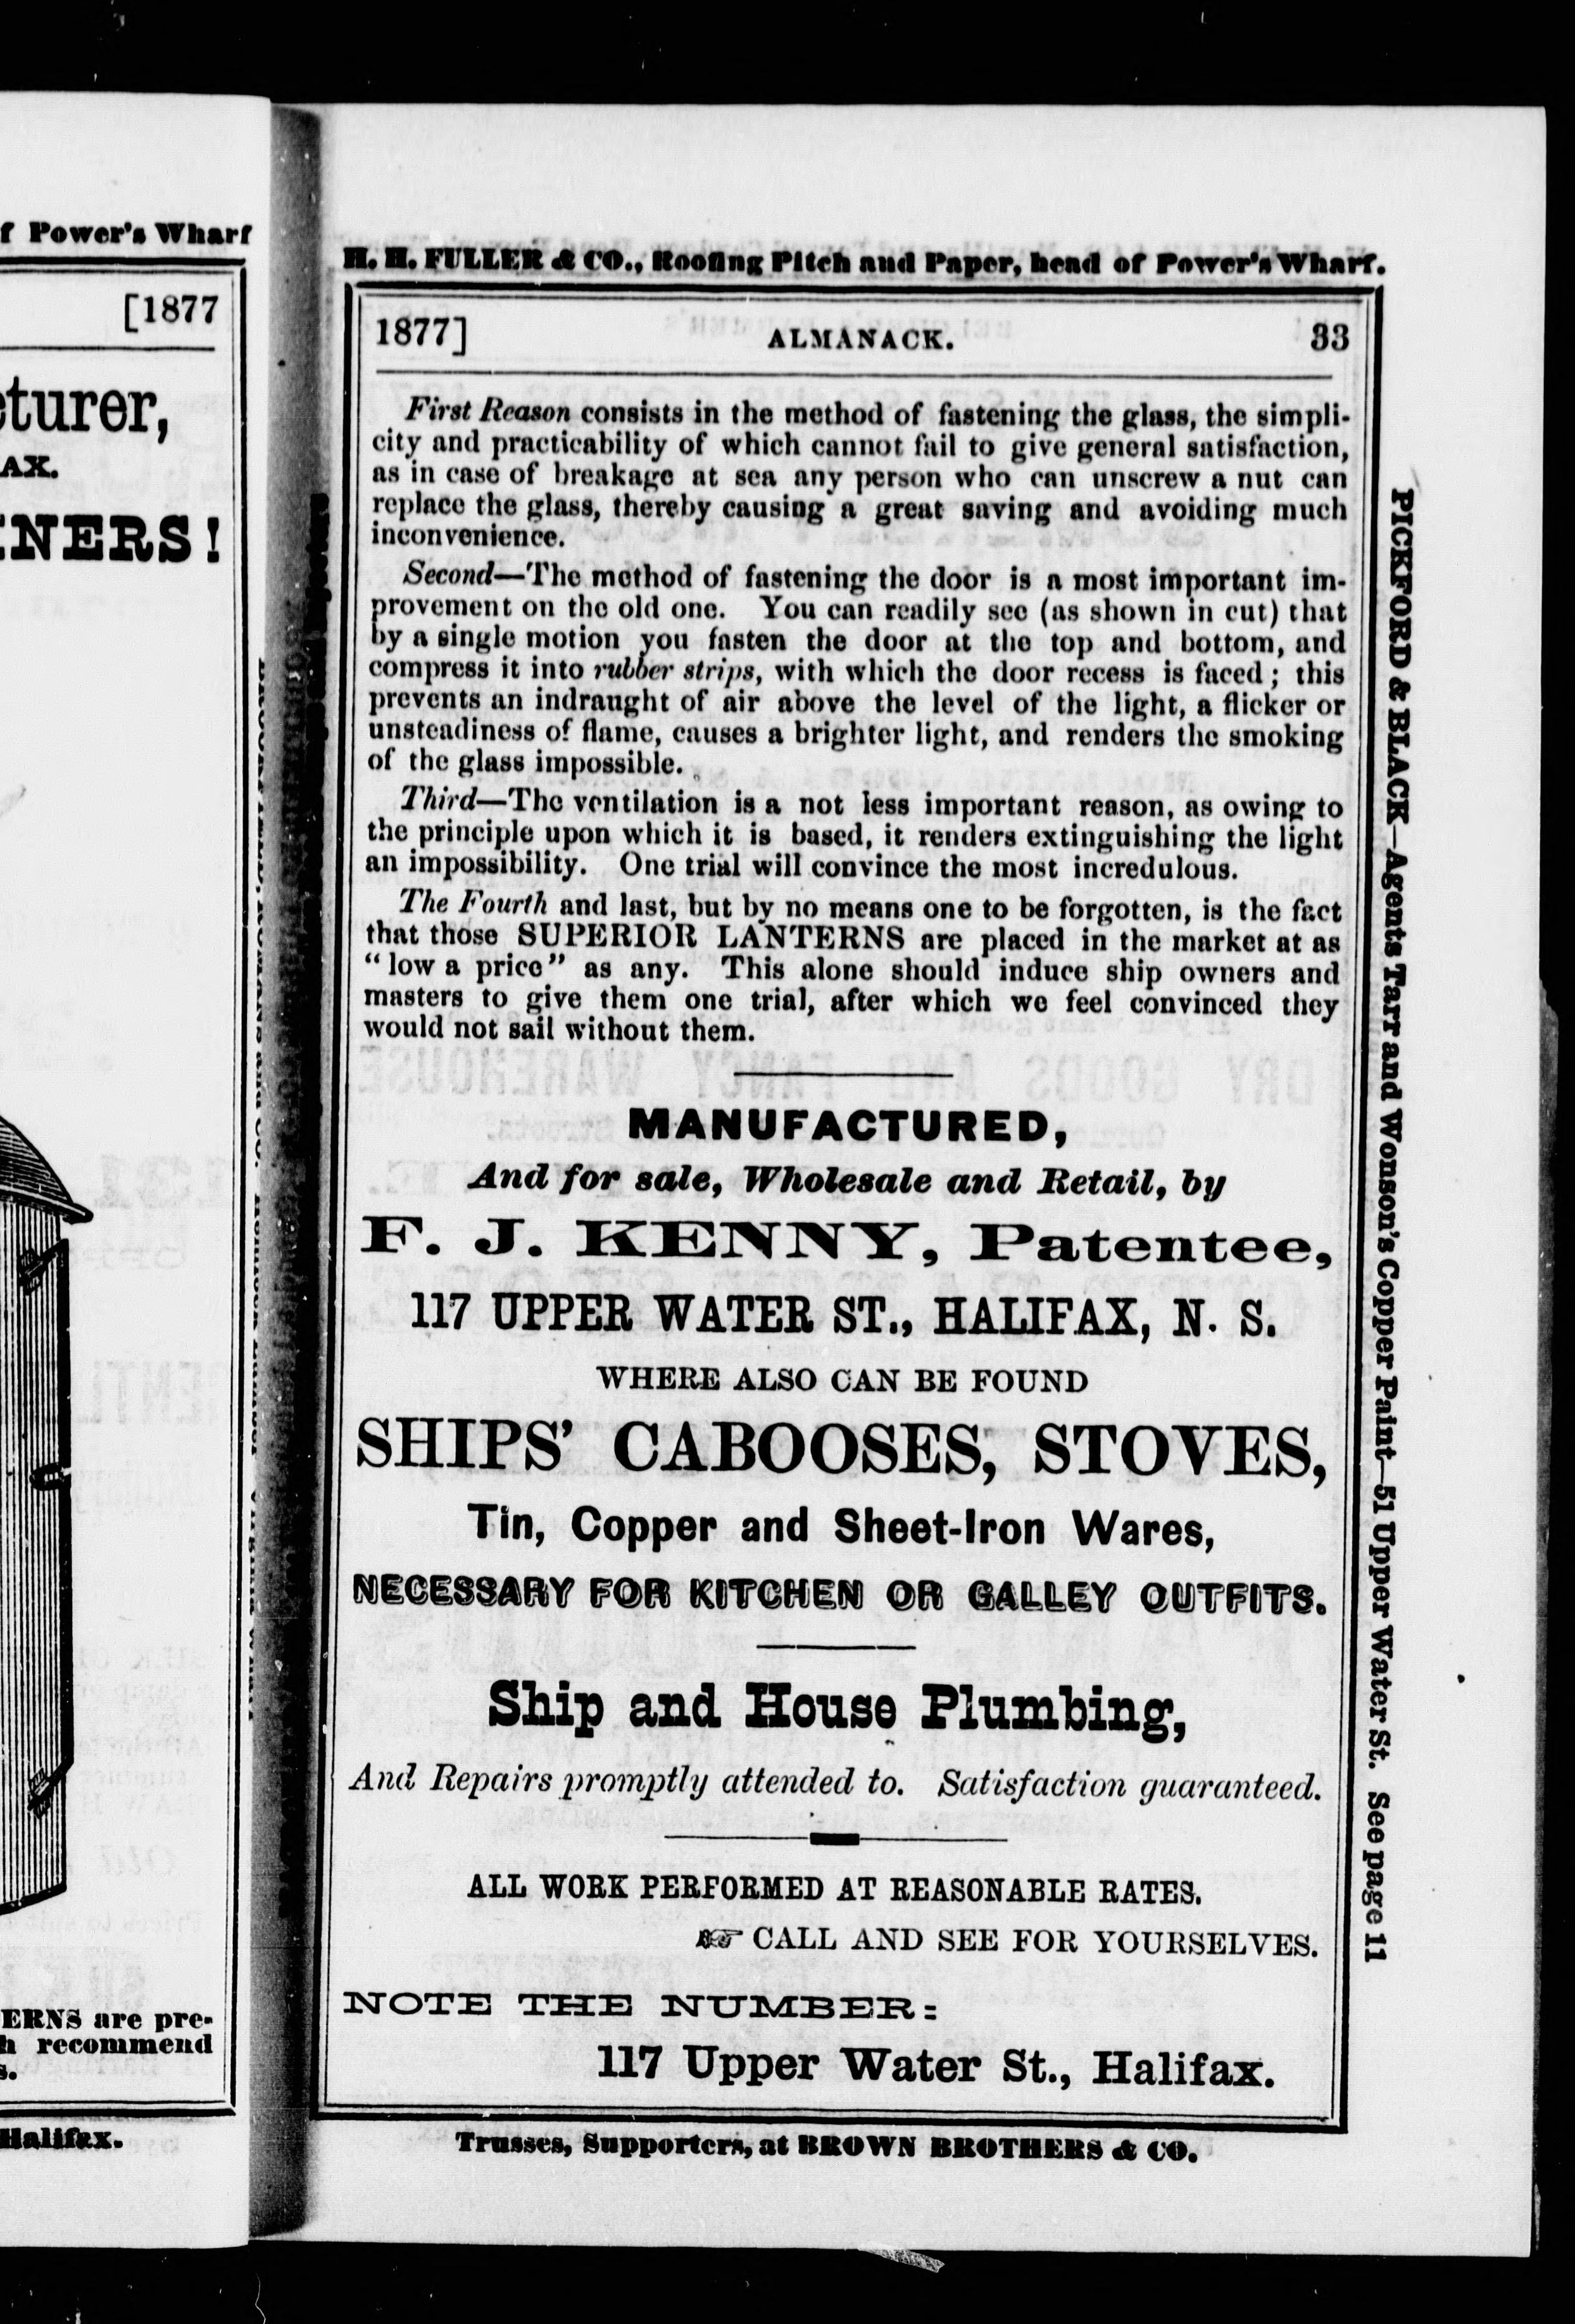 f Power's Wharf
[1877
cturer,
AX.
NERS!
ERNS are pre-
h recommend
s.
Halifax.
H. H. FULLER & CO., Roofing Pitch and Paper, head of Power's Wharf.
1877] ALMANACK. 33
First Reason consists in the method of fastening the glass, the simpli-
city and practicability of which cannot fail to give general satisfaction,
as in case of breakage at sea any person who can unscrew a nut can
replace the glass, thereby causing a great saving and avoiding much
inconvenience.
Second—The method of fastening the door is a most important im-
provement on the old one. You can readily see (as shown in cut) that
by a single motion you fasten the door at the top and bottom, and
compress it into rubber strips, with which the door recess is faced; this
prevents an indraught of air above the level of the light, a flicker or
unsteadiness of flame, causes a brighter light, and renders the smoking
of the glass impossible.
Third—The ventilation is a not less important reason, as owing to
the principle upon which it is based, it renders extinguishing the light
an impossibility. One trial will convince the most incredulous.
The Fourth and last, but by no means one to be forgotten, is the fact
that those SUPERIOR LANTERNS are placed in the market at as
"low a price" as any. This alone should induce ship owners and
masters to give them one trial, after which we feel convinced they
would not sail without them.
MANUFACTURED,
And for sale, Wholesale and Retail, by
F. J. KENNY, Patentee,
117 UPPER WATER ST., HALIFAX, N. S.
WHERE ALSO CAN BE FOUND
SHIPS' CABOOSES, STOVES,
Tin, Copper and Sheet-Iron Wares,
NECESSARY FOR KITCHEN OR GALLEY OUTFITS.
Ship and House Plumbing,
And Repairs promptly attended to. Satisfaction guaranteed.
ALL WORK PERFORMED AT REASONABLE RATES.
☞ CALL AND SEE FOR YOURSELVES.
NOTE THE NUMBER:
117 Upper Water St., Halifax.
Trusses, Supporters, at BROWN BROTHERS & CO.
PICKFORD & BLACK—Agents Tarr and Wonson's Copper Paint—51 Upper Water St. See page 11